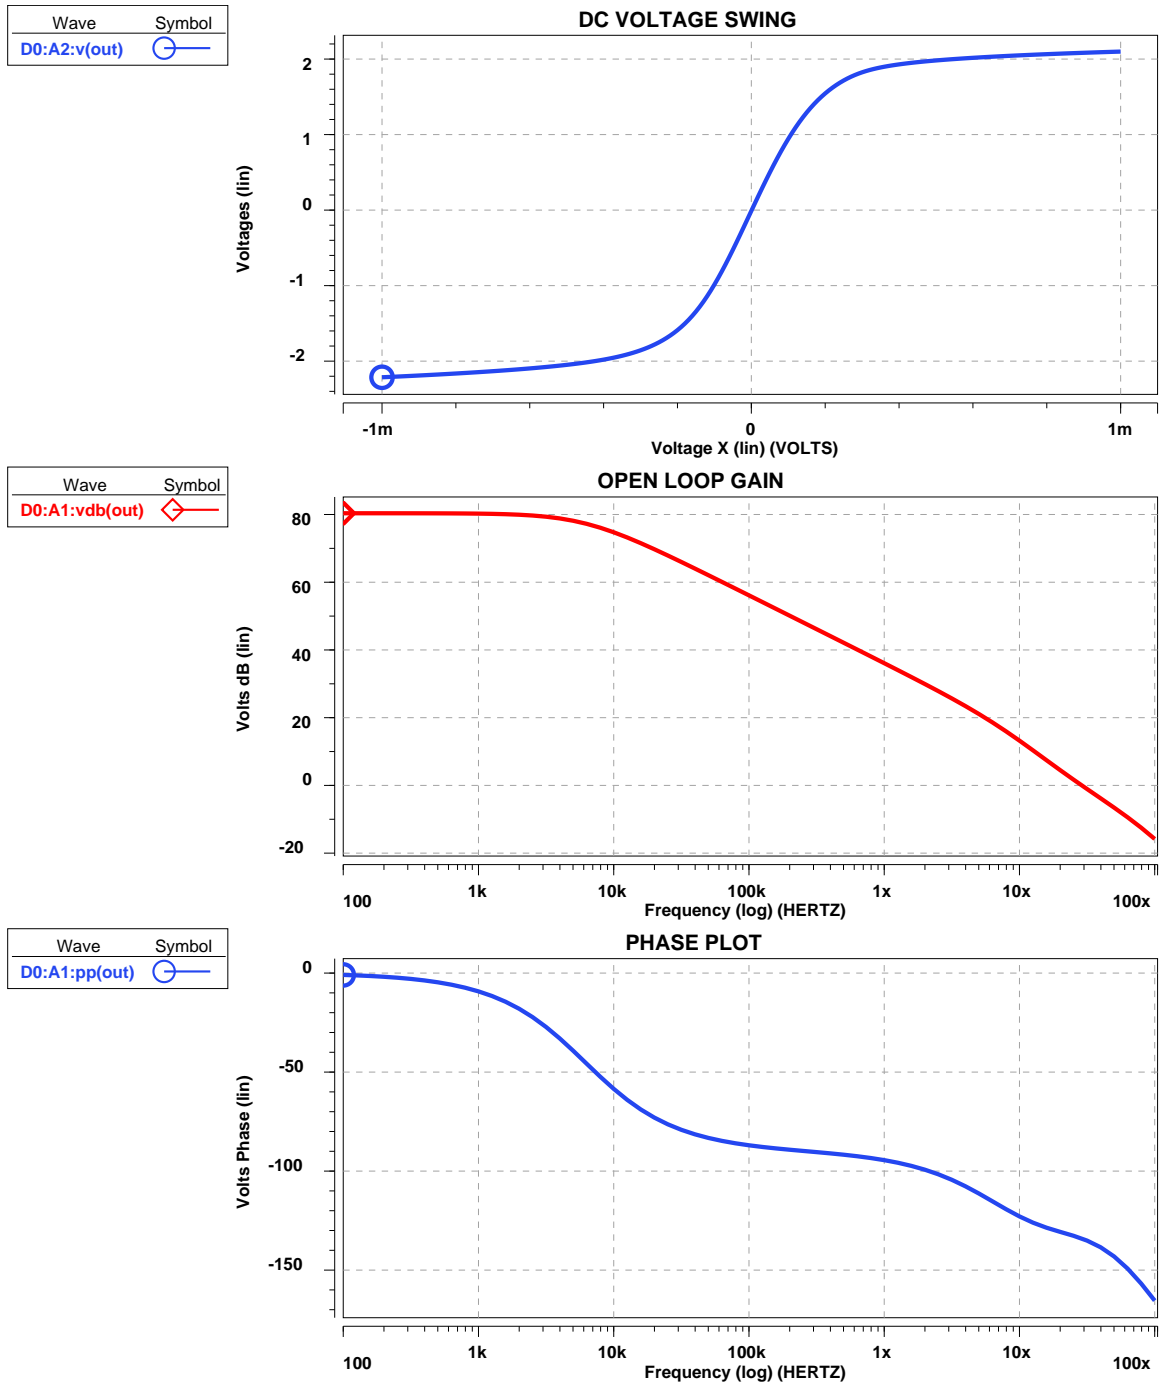 DC VOLTAGE SWING
Wave Symbol
D0:A2:v(out)
2
1
0
-1
-2
Voltages (lin)
-1m 0 1m
Voltage X (lin) (VOLTS)
OPEN LOOP GAIN
Wave Symbol
D0:A1:vdb(out)
80
60
40
20
0
-20
Volts dB (lin)
100 1k 10k 100k 1x 10x 100x
Frequency (log) (HERTZ)
PHASE PLOT
Wave Symbol
D0:A1:pp(out)
0
-50
-100
-150
Volts Phase (lin)
100 1k 10k 100k 1x 10x 100x
Frequency (log) (HERTZ)